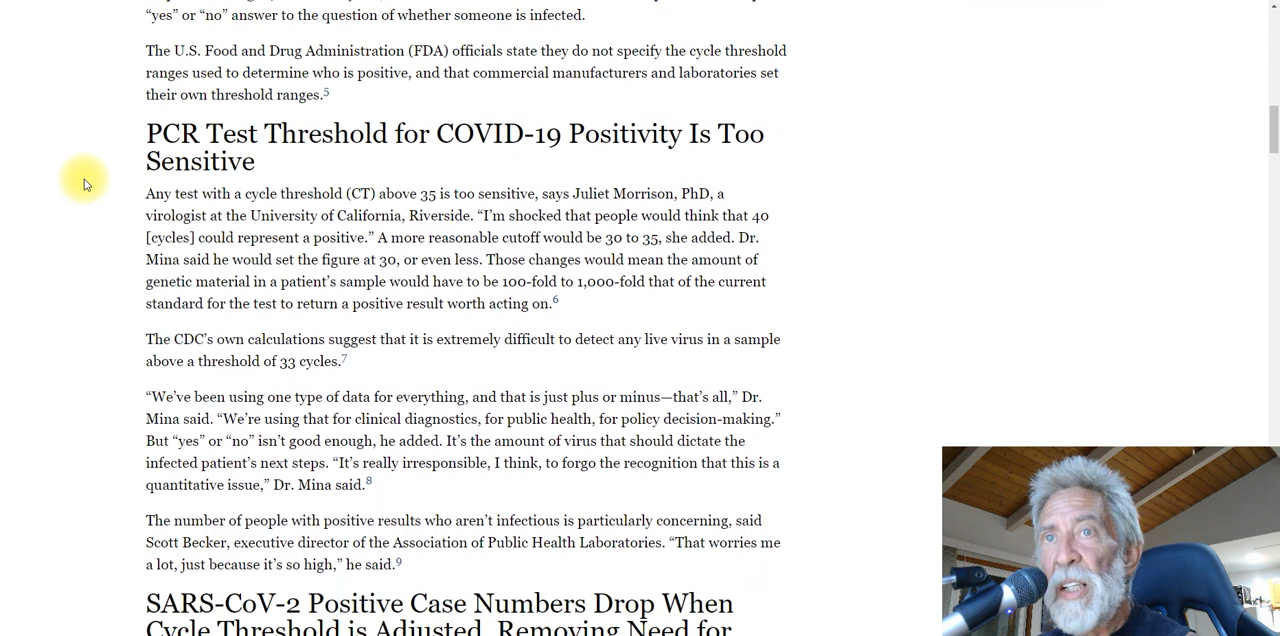 “yes” or “no” answer to the question of whether someone is infected.
The U.S. Food and Drug Administration (FDA) officials state they do not specify the cycle threshold
ranges used to determine who is positive, and that commercial manufacturers and laboratories set
their own threshold ranges.5
PCR Test Threshold for COVID-19 Positivity Is Too
Sensitive
Any test with a cycle threshold (CT) above 35 is too sensitive, says Juliet Morrison, PhD, a
virologist at the University of California, Riverside. “I’m shocked that people would think that 40
[cycles] could represent a positive.” A more reasonable cutoff would be 30 to 35, she added. Dr.
Mina said he would set the figure at 30, or even less. Those changes would mean the amount of
genetic material in a patient’s sample would have to be 100-fold to 1,000-fold that of the current
standard for the test to return a positive result worth acting on.6
The CDC’s own calculations suggest that it is extremely difficult to detect any live virus in a sample
above a threshold of 33 cycles.7
“We’ve been using one type of data for everything, and that is just plus or minus—that’s all,” Dr.
Mina said. “We’re using that for clinical diagnostics, for public health, for policy decision-making.”
But “yes” or “no” isn’t good enough, he added. It’s the amount of virus that should dictate the
infected patient’s next steps. “It’s really irresponsible, I think, to forgo the recognition that this is a
quantitative issue,” Dr. Mina said.8
The number of people with positive results who aren’t infectious is particularly concerning, said
Scott Becker, executive director of the Association of Public Health Laboratories. “That worries me
a lot, just because it’s so high,” he said.9
SARS-CoV-2 Positive Case Numbers Drop When
Cycle Threshold is Adjusted, Removing Need for